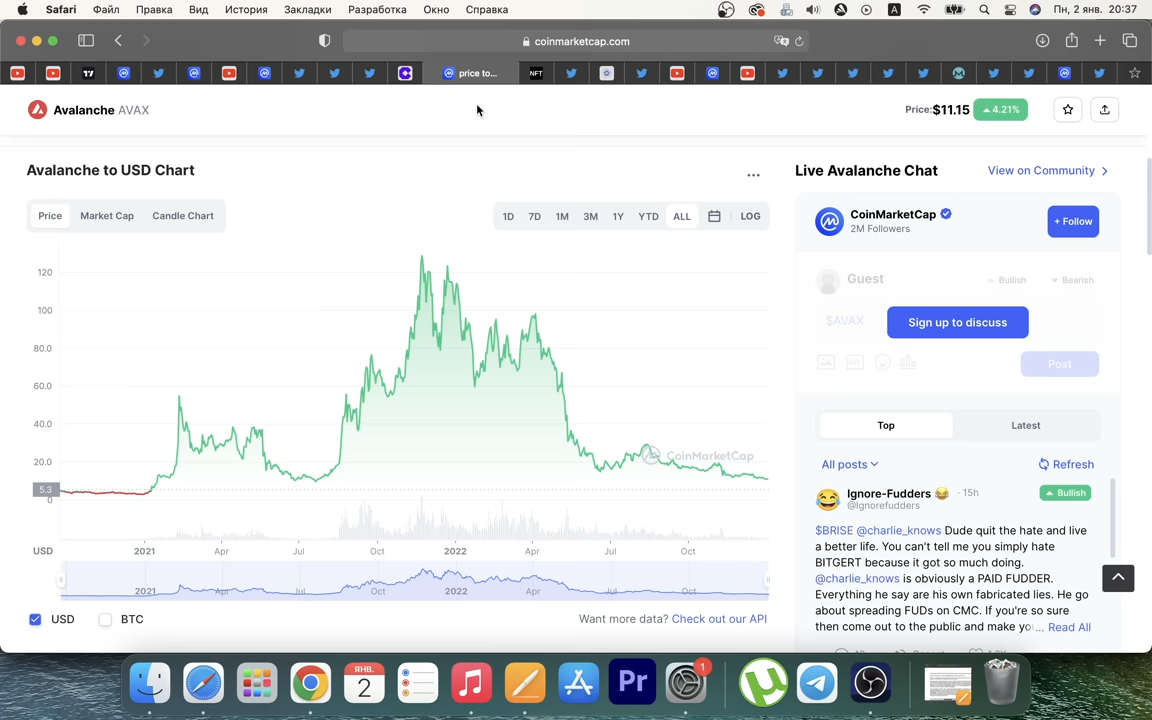 Safari Файл Правка Вид История Закладки Разработка Окно Справка
A Пн, 2 янв. 20:37
coinmarketcap.com
price to... NFT
Avalanche AVAX
Price:$11.15 4.21%
Avalanche to USD Chart
...
Price Market Cap Candle Chart
1D 7D 1M 3M 1Y YTD ALL LOG
120
100
80.0
60.0
40.0
20.0
5.3
0
CoinMarketCap
USD 2021 Apr Jul Oct 2022 Apr Jul Oct
2021 Apr Jul Oct 2022 Apr Jul Oct
USD BTC
Want more data? Check out our API
Live Avalanche Chat
View on Community
CoinMarketCap
2M Followers
+ Follow
Guest
Bullish Bearish
$AVAX
Sign up to discuss
GIF
Post
Top Latest
All posts Refresh
Ignore-Fudders 😂 · 15h
Bullish
@Ignorefudders
$BRISE @charlie_knows Dude quit the hate and live
a better life. You can't tell me you simply hate
BITGERT because it got so much doing.
@charlie_knows is obviously a PAID FUDDER.
Everything he say are his own fabricated lies. He go
about spreading FUDs on CMC. If you're so sure
then come out to the public and make yo... Read All
ЯНВ.
2
Pr
1